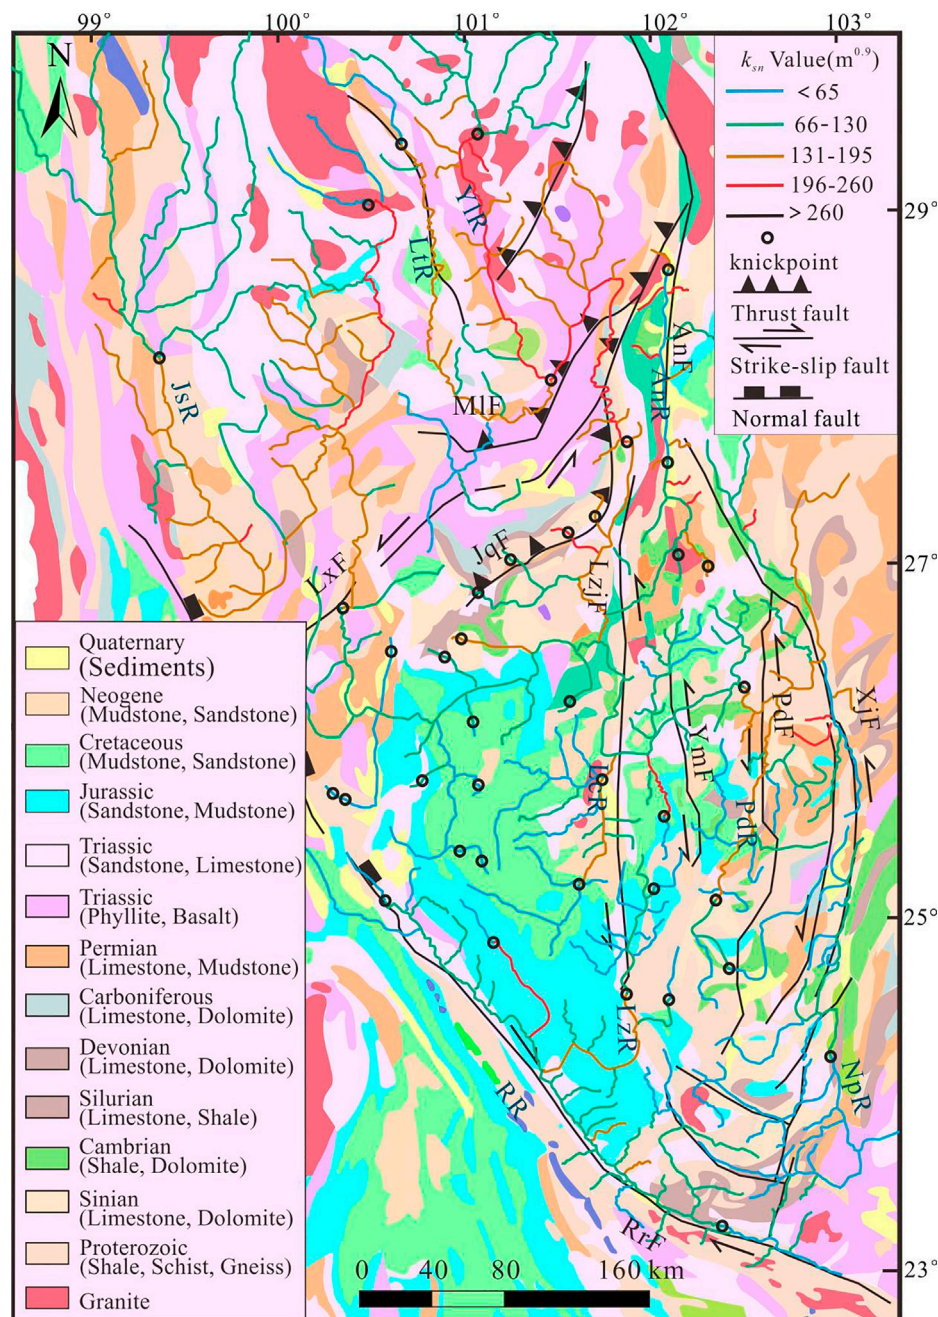 99°
100°
101°
102°
103°
N
k_sn Value(m^0.9)
< 65
66-130
131-195
196-260
> 260
knickpoint
Thrust fault
Strike-slip fault
Normal fault
29°
YlR
LtR
AnF
AnR
JsR
MlF
27°
JqF
LxF
LzjF
XjF
PdF
YmF
PdR
25°
LzR
NpR
RR
RrF
23°
Quaternary
(Sediments)
Neogene
(Mudstone, Sandstone)
Cretaceous
(Mudstone, Sandstone)
Jurassic
(Sandstone, Mudstone)
Triassic
(Sandstone, Limestone)
Triassic
(Phyllite, Basalt)
Permian
(Limestone, Mudstone)
Carboniferous
(Limestone, Dolomite)
Devonian
(Limestone, Dolomite)
Silurian
(Limestone, Shale)
Cambrian
(Shale, Dolomite)
Sinian
(Limestone, Dolomite)
Proterozoic
(Shale, Schist, Gneiss)
Granite
0 40 80 160 km